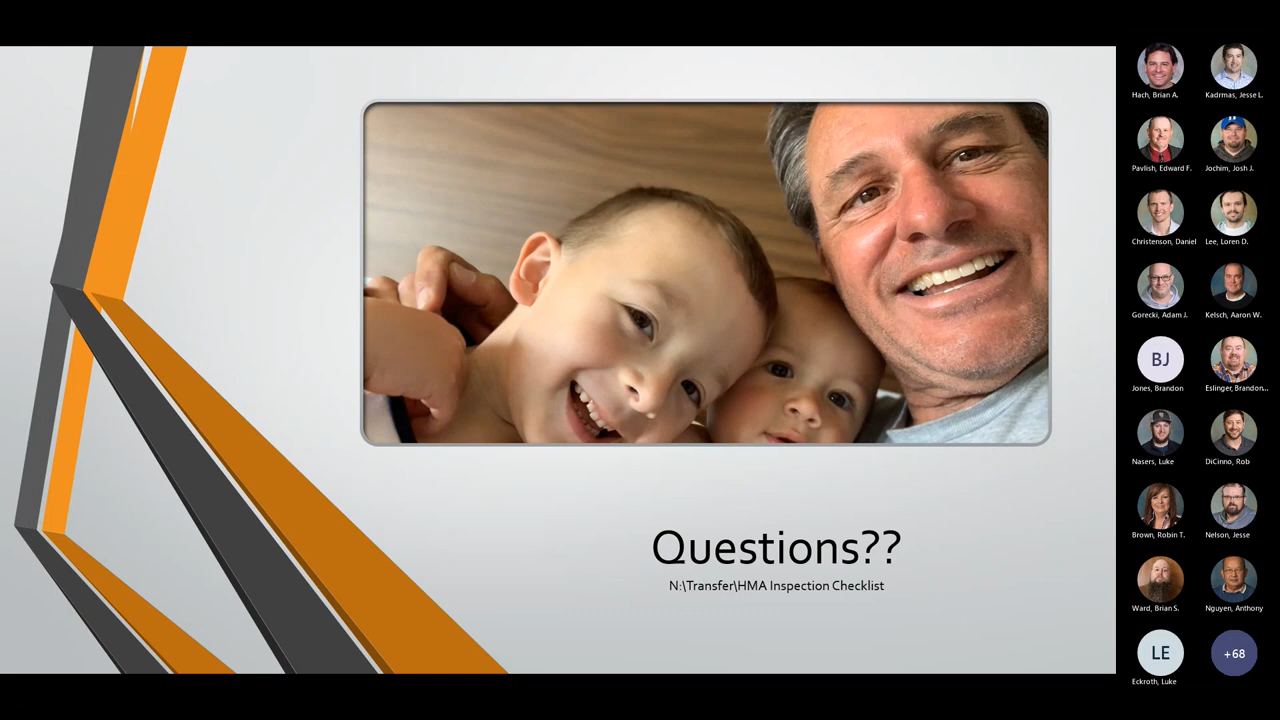 Questions??
N:\Transfer\HMA Inspection Checklist
Hach, Brian A.
Kadrmas, Jesse L.
Pavlish, Edward F.
Jochim, Josh J.
Christenson, Daniel
Lee, Loren D.
Gorecki, Adam J.
Kelsch, Aaron W.
BJ
Jones, Brandon
Eslinger, Brandon...
Nasers, Luke
DiCinno, Rob
Brown, Robin T.
Nelson, Jesse
Ward, Brian S.
Nguyen, Anthony
LE
Eckroth, Luke
+68